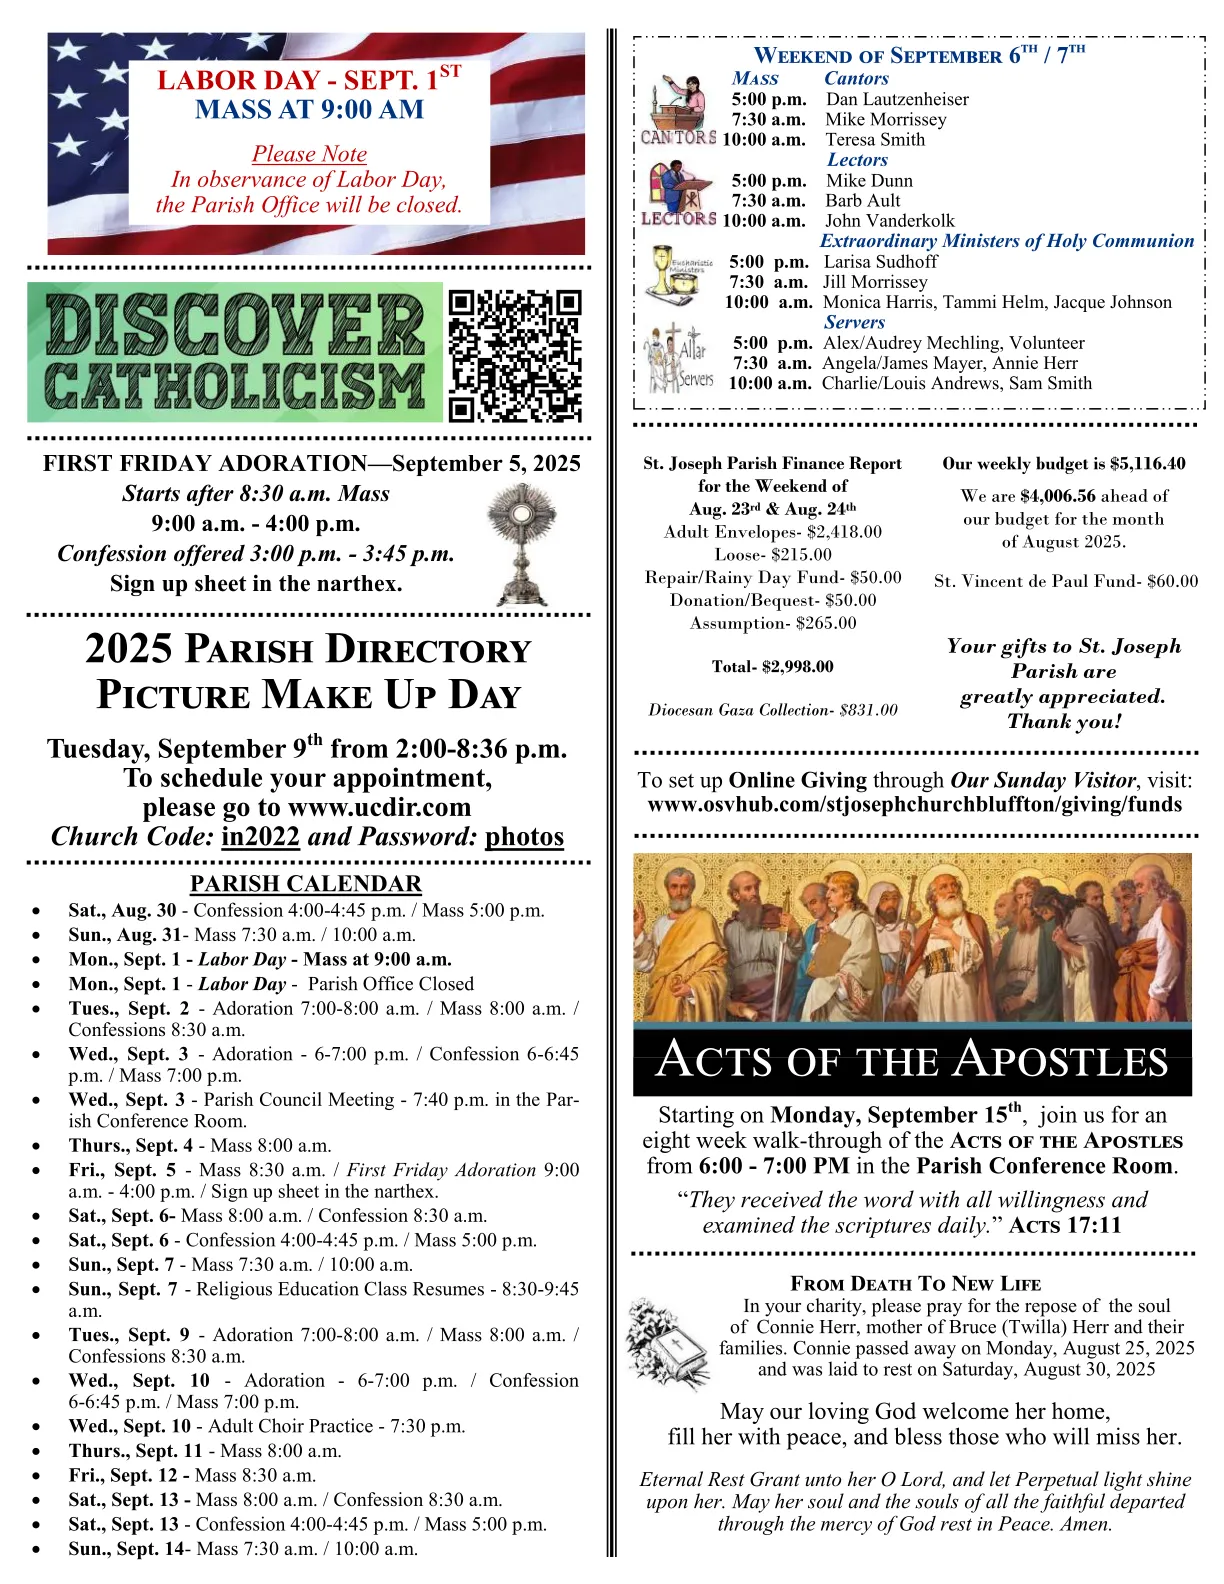 LABOR DAY - SEPT. 1ST
MASS AT 9:00 AM
Please Note
In observance of Labor Day,
the Parish Office will be closed.
DISCOVER
CATHOLICISM
FIRST FRIDAY ADORATION—September 5, 2025
Starts after 8:30 a.m. Mass
9:00 a.m. - 4:00 p.m.
Confession offered 3:00 p.m. - 3:45 p.m.
Sign up sheet in the narthex.
2025 PARISH DIRECTORY
PICTURE MAKE UP DAY
Tuesday, September 9th from 2:00-8:36 p.m.
To schedule your appointment,
please go to www.ucdir.com
Church Code: in2022 and Password: photos
PARISH CALENDAR
• Sat., Aug. 30 - Confession 4:00-4:45 p.m. / Mass 5:00 p.m.
• Sun., Aug. 31- Mass 7:30 a.m. / 10:00 a.m.
• Mon., Sept. 1 - Labor Day - Mass at 9:00 a.m.
• Mon., Sept. 1 - Labor Day - Parish Office Closed
• Tues., Sept. 2 - Adoration 7:00-8:00 a.m. / Mass 8:00 a.m. /
Confessions 8:30 a.m.
• Wed., Sept. 3 - Adoration - 6-7:00 p.m. / Confession 6-6:45
p.m. / Mass 7:00 p.m.
• Wed., Sept. 3 - Parish Council Meeting - 7:40 p.m. in the Par-
ish Conference Room.
• Thurs., Sept. 4 - Mass 8:00 a.m.
• Fri., Sept. 5 - Mass 8:30 a.m. / First Friday Adoration 9:00
a.m. - 4:00 p.m. / Sign up sheet in the narthex.
• Sat., Sept. 6- Mass 8:00 a.m. / Confession 8:30 a.m.
• Sat., Sept. 6 - Confession 4:00-4:45 p.m. / Mass 5:00 p.m.
• Sun., Sept. 7 - Mass 7:30 a.m. / 10:00 a.m.
• Sun., Sept. 7 - Religious Education Class Resumes - 8:30-9:45
a.m.
• Tues., Sept. 9 - Adoration 7:00-8:00 a.m. / Mass 8:00 a.m. /
Confessions 8:30 a.m.
• Wed., Sept. 10 - Adoration - 6-7:00 p.m. / Confession
6-6:45 p.m. / Mass 7:00 p.m.
• Wed., Sept. 10 - Adult Choir Practice - 7:30 p.m.
• Thurs., Sept. 11 - Mass 8:00 a.m.
• Fri., Sept. 12 - Mass 8:30 a.m.
• Sat., Sept. 13 - Mass 8:00 a.m. / Confession 8:30 a.m.
• Sat., Sept. 13 - Confession 4:00-4:45 p.m. / Mass 5:00 p.m.
• Sun., Sept. 14- Mass 7:30 a.m. / 10:00 a.m.
WEEKEND OF SEPTEMBER 6TH / 7TH
MASS Cantors
5:00 p.m. Dan Lautzenheiser
7:30 a.m. Mike Morrissey
CANTORS 10:00 a.m. Teresa Smith
Lectors
5:00 p.m. Mike Dunn
7:30 a.m. Barb Ault
LECTORS 10:00 a.m. John Vanderkolk
Extraordinary Ministers of Holy Communion
Eucharistic
Ministers
5:00 p.m. Larisa Sudhoff
7:30 a.m. Jill Morrissey
10:00 a.m. Monica Harris, Tammi Helm, Jacque Johnson
Servers
Altar
Servers
5:00 p.m. Alex/Audrey Mechling, Volunteer
7:30 a.m. Angela/James Mayer, Annie Herr
10:00 a.m. Charlie/Louis Andrews, Sam Smith
St. Joseph Parish Finance Report
for the Weekend of
Aug. 23rd & Aug. 24th
Adult Envelopes- $2,418.00
Loose- $215.00
Repair/Rainy Day Fund- $50.00
Donation/Bequest- $50.00
Assumption- $265.00
Total- $2,998.00
Diocesan Gaza Collection- $831.00
Our weekly budget is $5,116.40
We are $4,006.56 ahead of
our budget for the month
of August 2025.
St. Vincent de Paul Fund- $60.00
Your gifts to St. Joseph
Parish are
greatly appreciated.
Thank you!
To set up Online Giving through Our Sunday Visitor, visit:
www.osvhub.com/stjosephchurchbluffton/giving/funds
ACTS OF THE APOSTLES
Starting on Monday, September 15th, join us for an
eight week walk-through of the ACTS OF THE APOSTLES
from 6:00 - 7:00 PM in the Parish Conference Room.
“They received the word with all willingness and
examined the scriptures daily.” ACTS 17:11
FROM DEATH TO NEW LIFE
In your charity, please pray for the repose of the soul
of Connie Herr, mother of Bruce (Twilla) Herr and their
families. Connie passed away on Monday, August 25, 2025
and was laid to rest on Saturday, August 30, 2025
May our loving God welcome her home,
fill her with peace, and bless those who will miss her.
Eternal Rest Grant unto her O Lord, and let Perpetual light shine
upon her. May her soul and the souls of all the faithful departed
through the mercy of God rest in Peace. Amen.